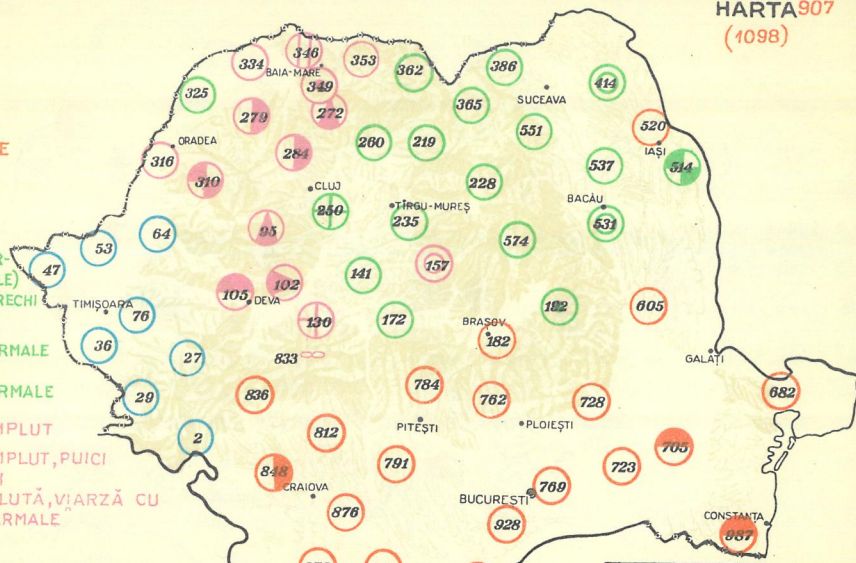 HARTA 907
(1098)
346
334
353
BAIA-MARE
362
386
349
414
325
SUCEAVA
365
279
272
520
551
ORADEA
260
219
IAȘI
284
316
537
514
310
228
CLUJ
BACĂU
TÎRGU-MUREȘ
250
235
531
95
64
574
53
157
47
141
102
105
DEVA
TIMIȘOARA
76
605
130
172
BRAȘOV
182
36
833
27
GALAȚI
784
682
836
29
762
728
PITEȘTI
PLOIEȘTI
2
812
705
791
723
848
CRAIOVA
769
BUCUREȘTI
876
CONSTANȚA
928
987
E
R-
LE)
RECHI
RMALE
RMALE
MPLUT
MPLUT, PUICI
LUTĂ, VIARZĂ CU
RMALE"